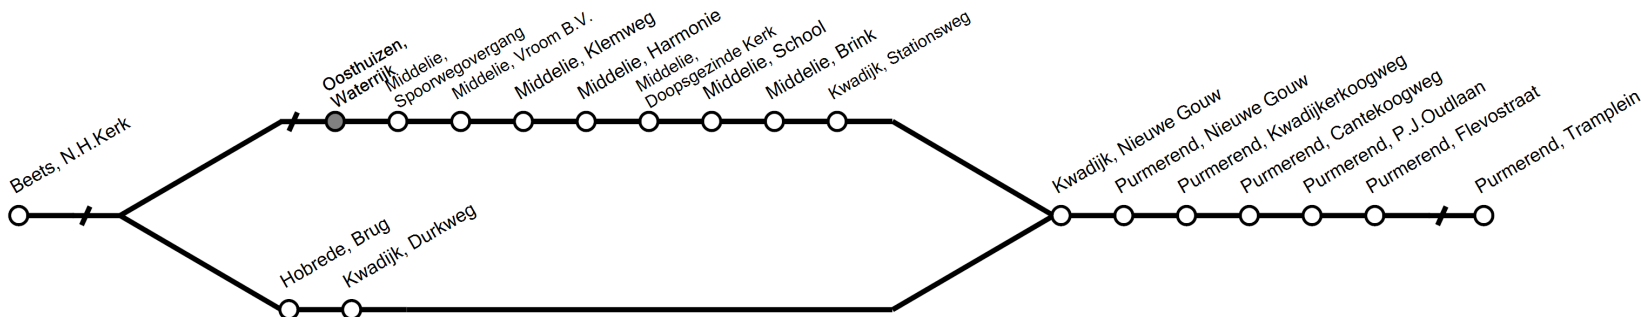 Beets, N.H.Kerk
Oosthuizen,
Waterrijk
Middelie,
Spoorwegovergang
Middelie, Vroom B.V.
Middelie, Klemweg
Middelie, Harmonie
Middelie,
Doopsgezinde Kerk
Middelie, School
Middelie, Brink
Kwadijk, Stationsweg
Hobrede, Brug
Kwadijk, Durkweg
Kwadijk, Nieuwe Gouw
Purmerend, Nieuwe Gouw
Purmerend, Kwadijkerkoogweg
Purmerend, Cantekoogweg
Purmerend, P.J.Oudlaan
Purmerend, Flevostraat
Purmerend, Tramplein